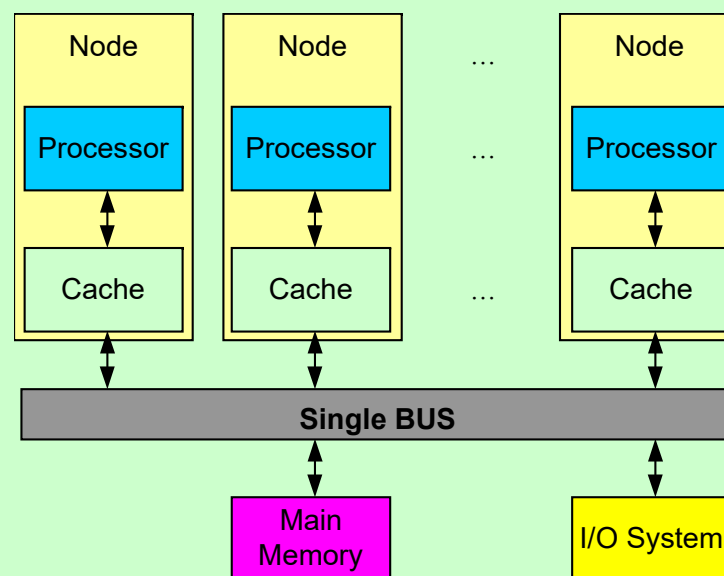 Node
Node
...
Node
Processor
Processor
...
Processor
Cache
Cache
...
Cache
Single BUS
Main
Memory
I/O System